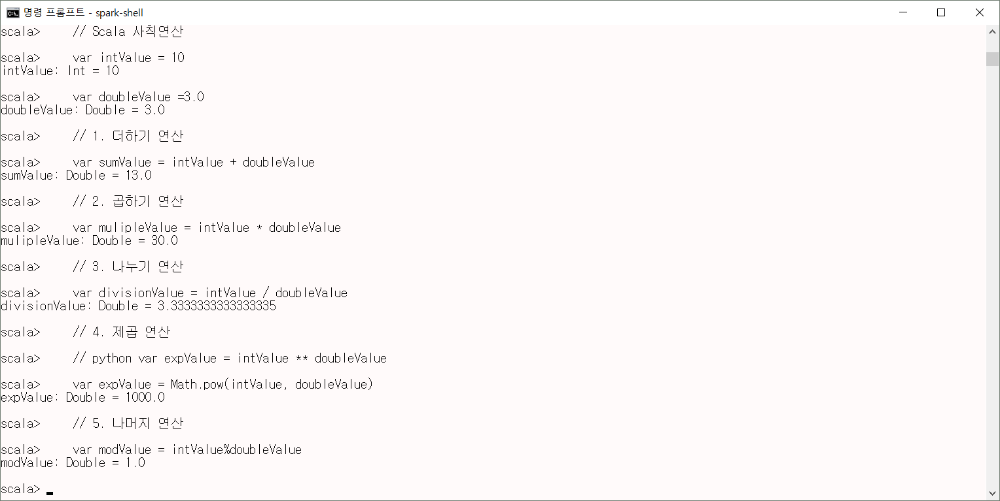 명령 프롬프트 - spark-shell
scala>     // Scala 사칙연산
scala>     var intValue = 10
intValue: Int = 10
scala>     var doubleValue =3.0
doubleValue: Double = 3.0
scala>     // 1. 더하기 연산
scala>     var sumValue = intValue + doubleValue
sumValue: Double = 13.0
scala>     // 2. 곱하기 연산
scala>     var mulipleValue = intValue * doubleValue
mulipleValue: Double = 30.0
scala>     // 3. 나누기 연산
scala>     var divisionValue = intValue / doubleValue
divisionValue: Double = 3.3333333333333335
scala>     // 4. 제곱 연산
scala>     // python var expValue = intValue ** doubleValue
scala>     var expValue = Math.pow(intValue, doubleValue)
expValue: Double = 1000.0
scala>     // 5. 나머지 연산
scala>     var modValue = intValue%doubleValue
modValue: Double = 1.0
scala>